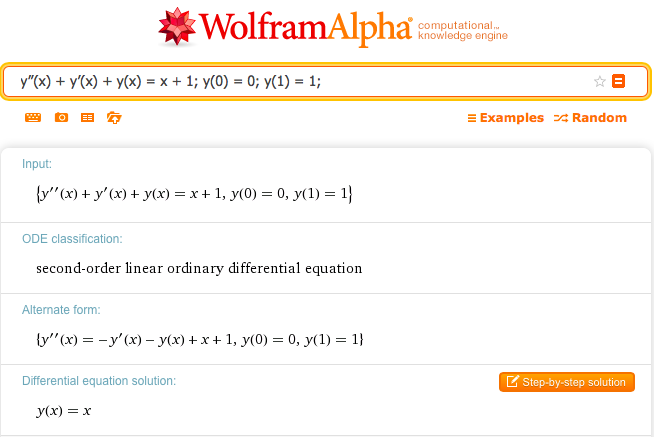 WolframAlpha computational... knowledge engine
y″(x) + y′(x) + y(x) = x + 1; y(0) = 0; y(1) = 1;
Examples Random
Input:
{y′′(x) + y′(x) + y(x) = x + 1, y(0) = 0, y(1) = 1}
ODE classification:
second-order linear ordinary differential equation
Alternate form:
{y′′(x) = −y′(x) − y(x) + x + 1, y(0) = 0, y(1) = 1}
Differential equation solution: Step-by-step solution
y(x) = x